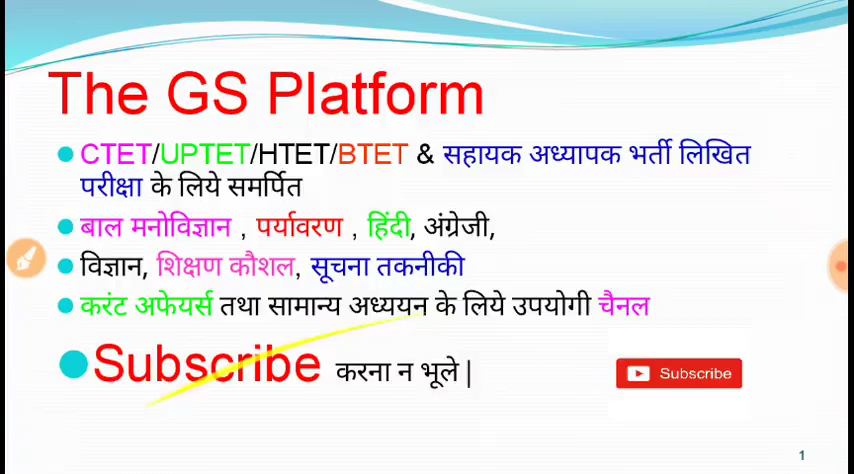 The GS Platform
CTET/UPTET/HTET/BTET & सहायक अध्यापक भर्ती लिखित
परीक्षा के लिये समर्पित
बाल मनोविज्ञान , पर्यावरण , हिंदी, अंग्रेजी,
विज्ञान, शिक्षण कौशल, सूचना तकनीकी
करंट अफेयर्स तथा सामान्य अध्ययन के लिये उपयोगी चैनल
Subscribe करना न भूले |
Subscribe
1